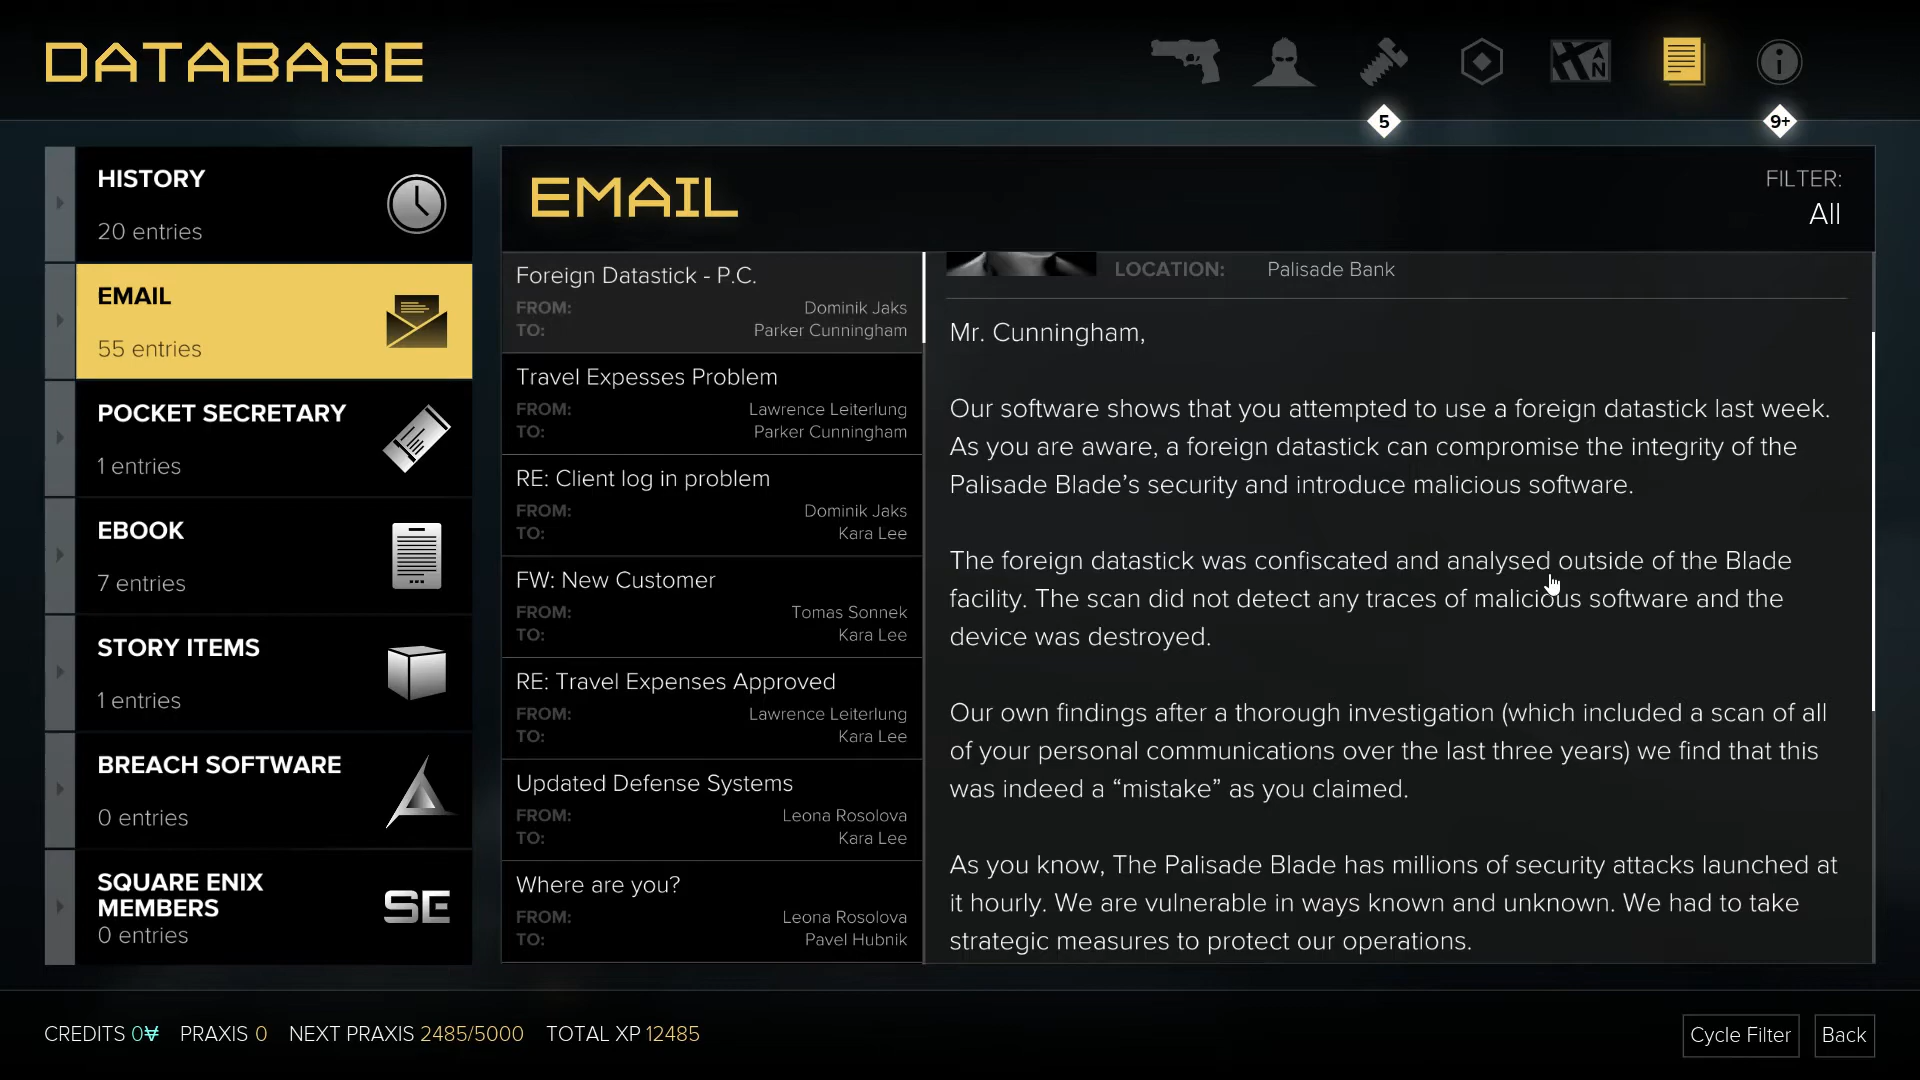 DATABASE
N
5
9+
HISTORY
20 entries
EMAIL
55 entries
POCKET SECRETARY
1 entries
EBOOK
7 entries
STORY ITEMS
1 entries
BREACH SOFTWARE
0 entries
SQUARE ENIX
MEMBERS
0 entries
SE
EMAIL
FILTER:
All
Foreign Datastick - P.C.
FROM: Dominik Jaks
TO: Parker Cunningham
Travel Expesses Problem
FROM: Lawrence Leiterlung
TO: Parker Cunningham
RE: Client log in problem
FROM: Dominik Jaks
TO: Kara Lee
FW: New Customer
FROM: Tomas Sonnek
TO: Kara Lee
RE: Travel Expenses Approved
FROM: Lawrence Leiterlung
TO: Kara Lee
Updated Defense Systems
FROM: Leona Rosolova
TO: Kara Lee
Where are you?
FROM: Leona Rosolova
TO: Pavel Hubnik
LOCATION: Palisade Bank
Mr. Cunningham,
Our software shows that you attempted to use a foreign datastick last week.
As you are aware, a foreign datastick can compromise the integrity of the
Palisade Blade's security and introduce malicious software.
The foreign datastick was confiscated and analysed outside of the Blade
facility. The scan did not detect any traces of malicious software and the
device was destroyed.
Our own findings after a thorough investigation (which included a scan of all
of your personal communications over the last three years) we find that this
was indeed a “mistake” as you claimed.
As you know, The Palisade Blade has millions of security attacks launched at
it hourly. We are vulnerable in ways known and unknown. We had to take
strategic measures to protect our operations.
CREDITS 0 PRAXIS 0 NEXT PRAXIS 2485/5000 TOTAL XP 12485
Cycle Filter
Back